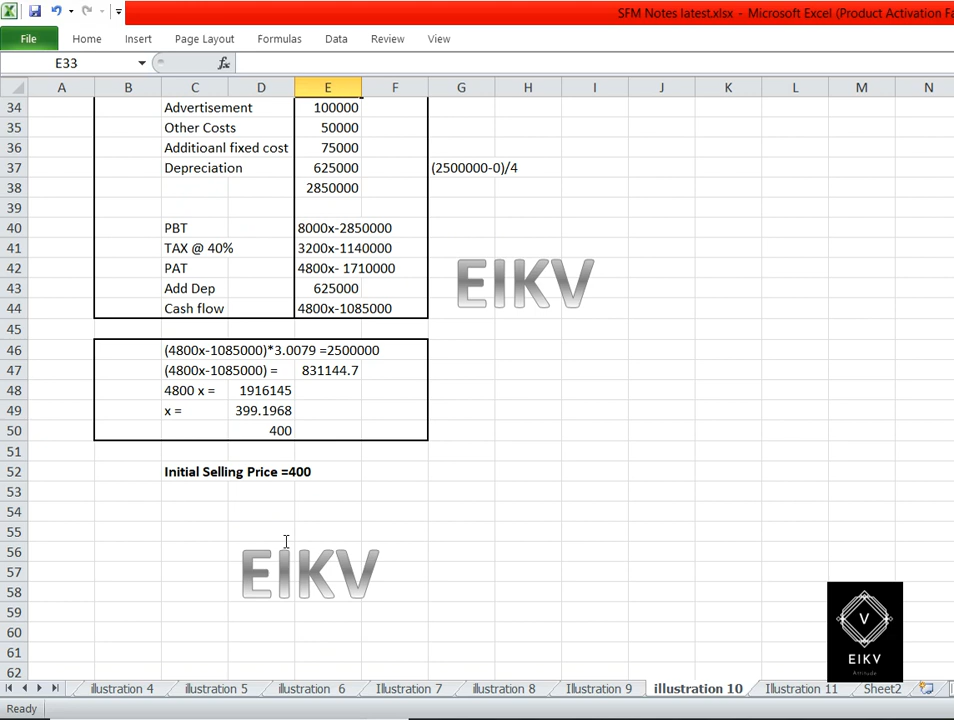 SFM Notes latest.xlsx - Microsoft Excel (Product Activation Fa
File Home Insert Page Layout Formulas Data Review View
E33 fx
A B C D E F G H I J K L M N
34 Advertisement 100000
35 Other Costs 50000
36 Additioanl fixed cost 75000
37 Depreciation 625000 (2500000-0)/4
38 2850000
39
40 PBT 8000x-2850000
41 TAX @ 40% 3200x-1140000
42 PAT 4800x- 1710000
43 Add Dep 625000
44 Cash flow 4800x-1085000
EIKV
45
46 (4800x-1085000)*3.0079 =2500000
47 (4800x-1085000) = 831144.7
48 4800 x = 1916145
49 x = 399.1968
50 400
51
52 Initial Selling Price =400
53
54
55
56
57
EIKV
58
59
60
61
62
V
EIKV
Attitude
illustration 4 illustration 5 illustration 6 Illustration 7 illustration 8 Illustration 9 illustration 10 Illustration 11 Sheet2
Ready